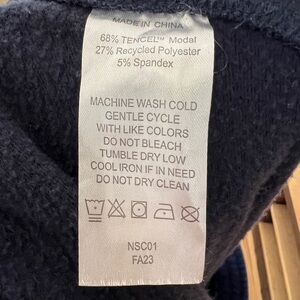 MADE IN CHINA
68% TENCEL™ Modal
27% Recycled Polyester
5% Spandex
MACHINE WASH COLD
GENTLE CYCLE
WITH LIKE COLORS
DO NOT BLEACH
TUMBLE DRY LOW
COOL IRON IF IN NEED
DO NOT DRY CLEAN
NSC01
FA23